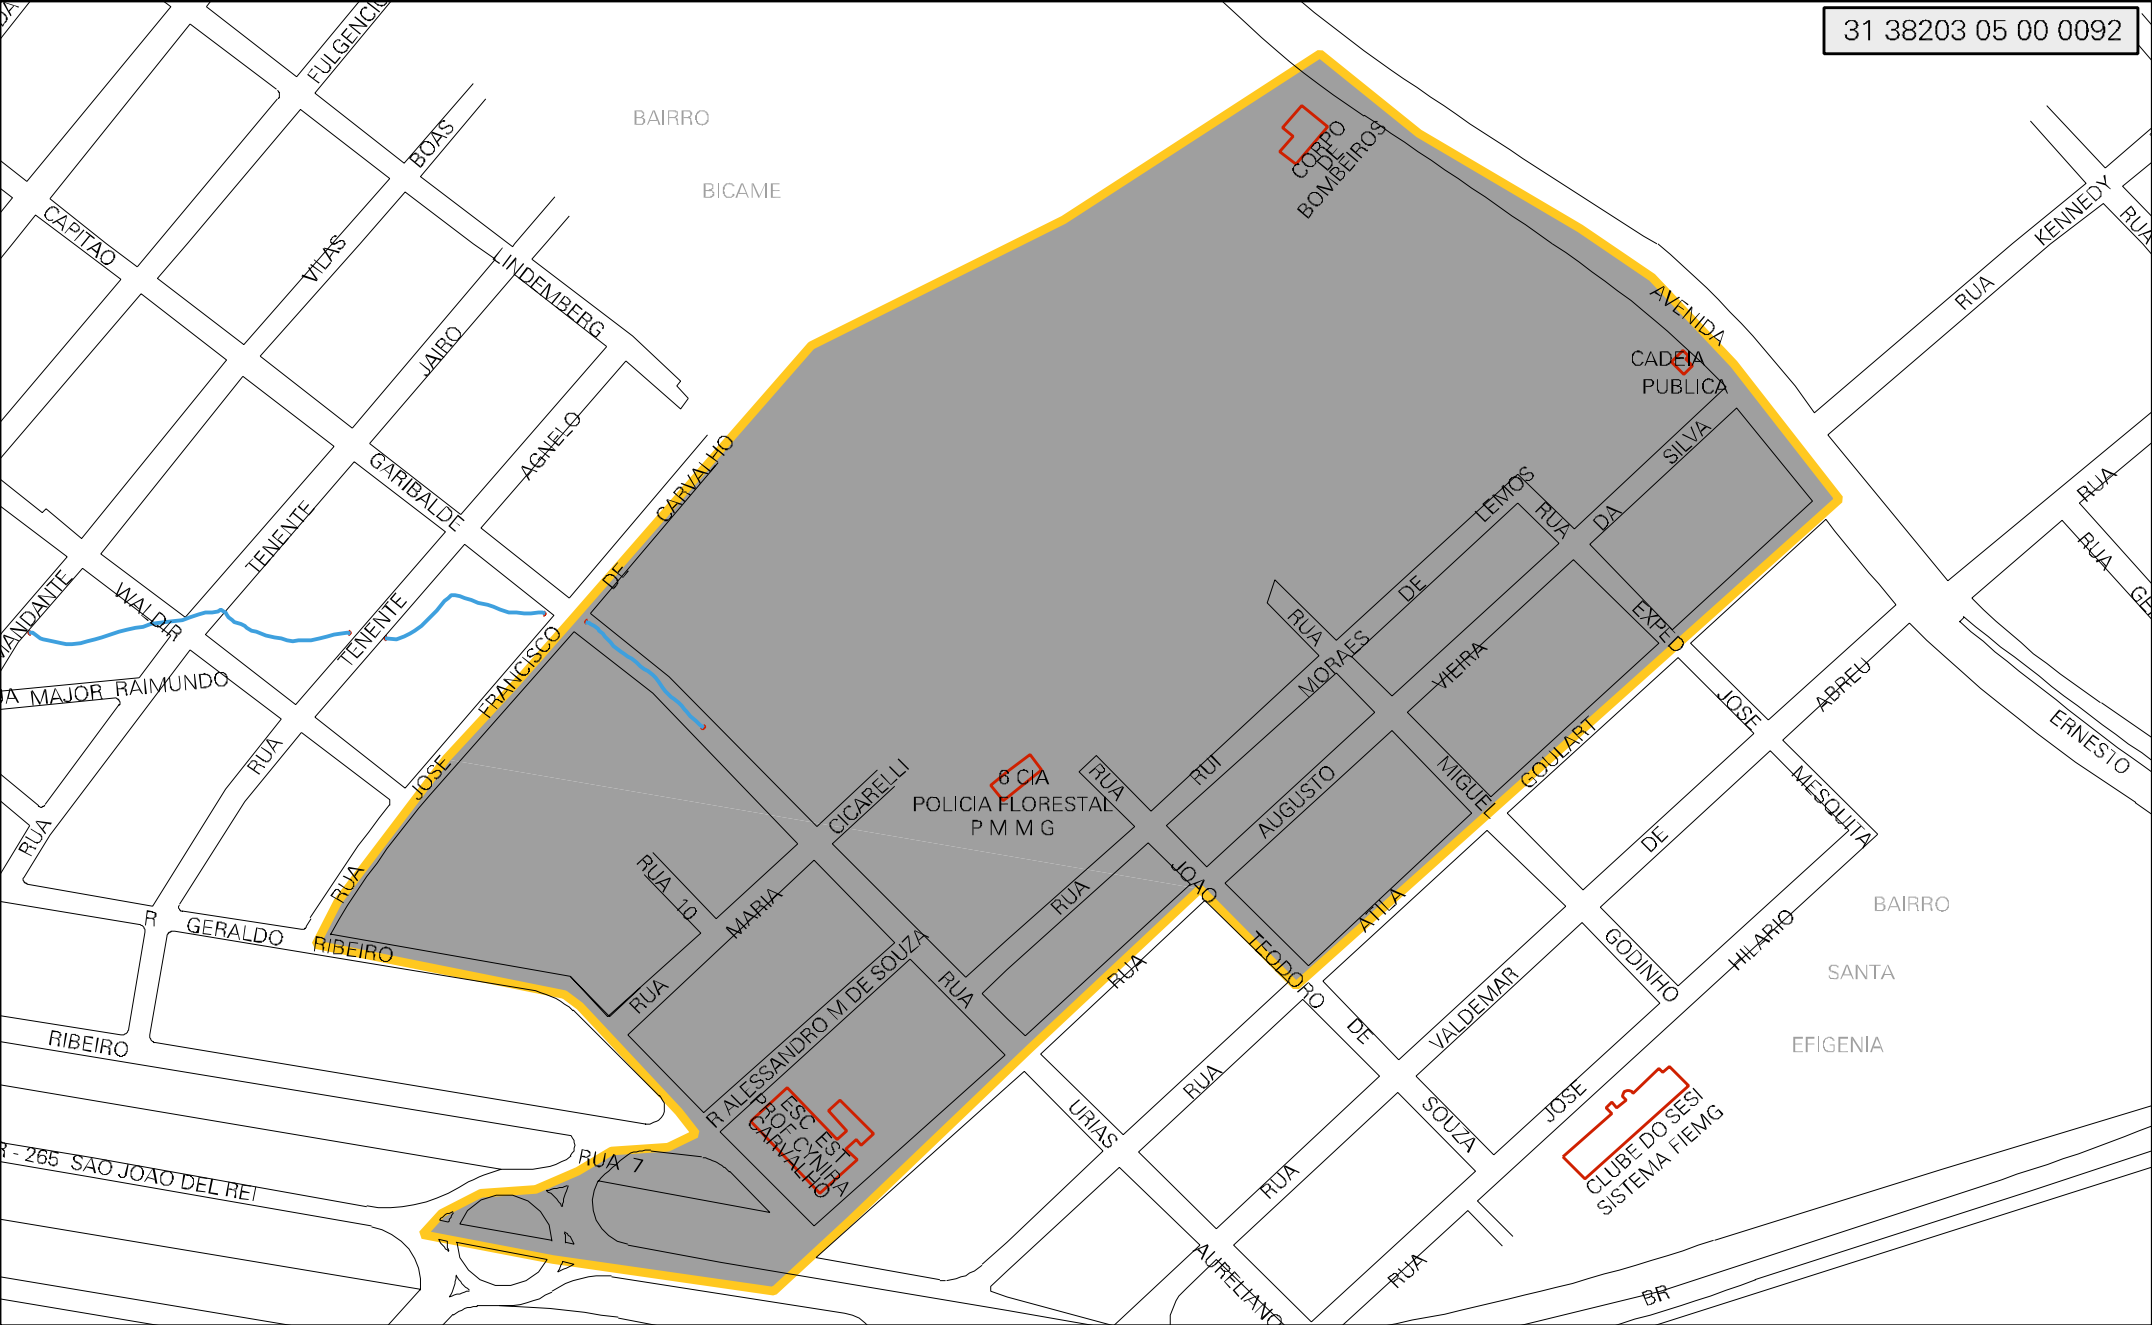 31 38203 05 00 0092
FULGENCIO
BOAS
BAIRRO
BICAME
CORPO
DE
BOMBEIROS
KENNEDY
RUA
RUA
CAPITAO
VILAS
LINDEMBERG
JAIRO
AVENIDA
CADEIA
PUBLICA
AGNELO
CARVALHO
SILVA
GARIBALDE
LEMOS
RUA
DA
RUA
RUA
TENENTE
DE
DE
WALDIR
TENENTE
FRANCISCO
RUA
MORAES
VIEIRA
EXPED
RUA MAJOR RAIMUNDO
ABREU
JOSE
ERNESTO
RUA
JOSE
RUI
RUA
GOULART
MIGUEL
MESQUITA
6 CIA
POLICIA FLORESTAL
P M M G
CICARELLI
AUGUSTO
DE
RUA
RUA
RUA 10
MARIA
RUA
JOAO
ATILA
BAIRRO
R GERALDO RIBEIRO
SANTA
EFIGENIA
RUA
RUA
RUA
TEODORO
VALDEMAR
GODINHO
HILARIO
RIBEIRO
R ALESSANDRO M DE SOUZA
DE
RUA
URIAS
SOUZA
JOSE
ESC EST
PROF CYNIRA
CARVALHO
CLUBE DO SESI
SISTEMA FIEMG
RUA 7
BR - 265 SAO JOAO DEL REI
RUA
AURELIANO
RUA
BR